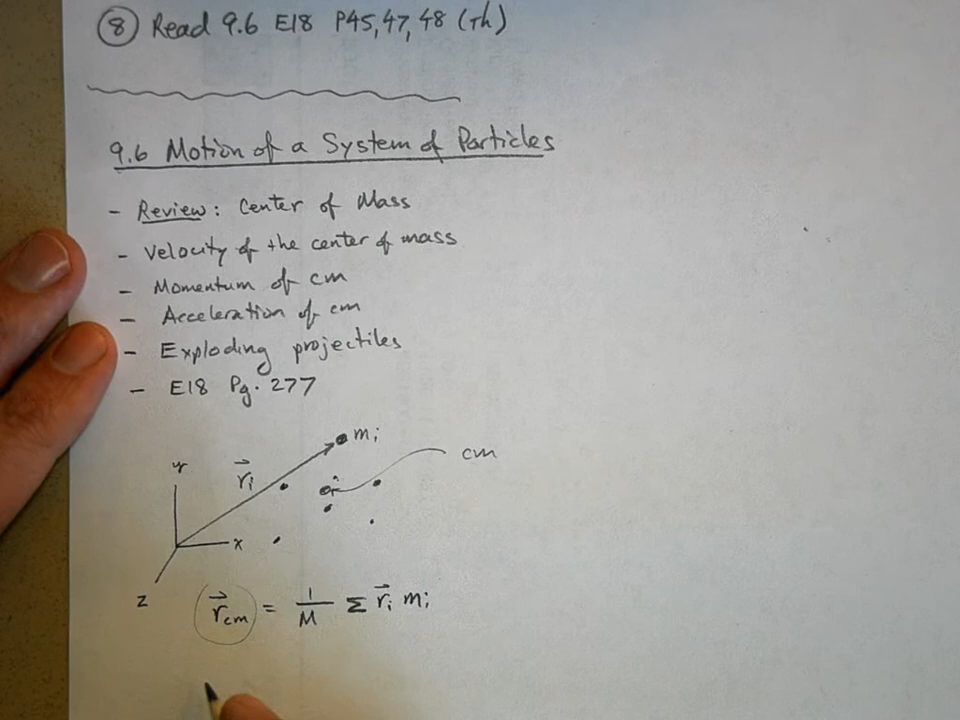 ⑧ Read 9.6 E18 P45, 47, 48 (Th)
9.6 Motion of a System of Particles
- Review: Center of Mass
- Velocity of the center of mass
- Momentum of cm
- Acceleration of cm
- Exploding projectiles
- E18 Pg. 277
m_i
y
r⃗_i
cm
x
z
r⃗_cm = 1/M Σ r⃗_i m_i